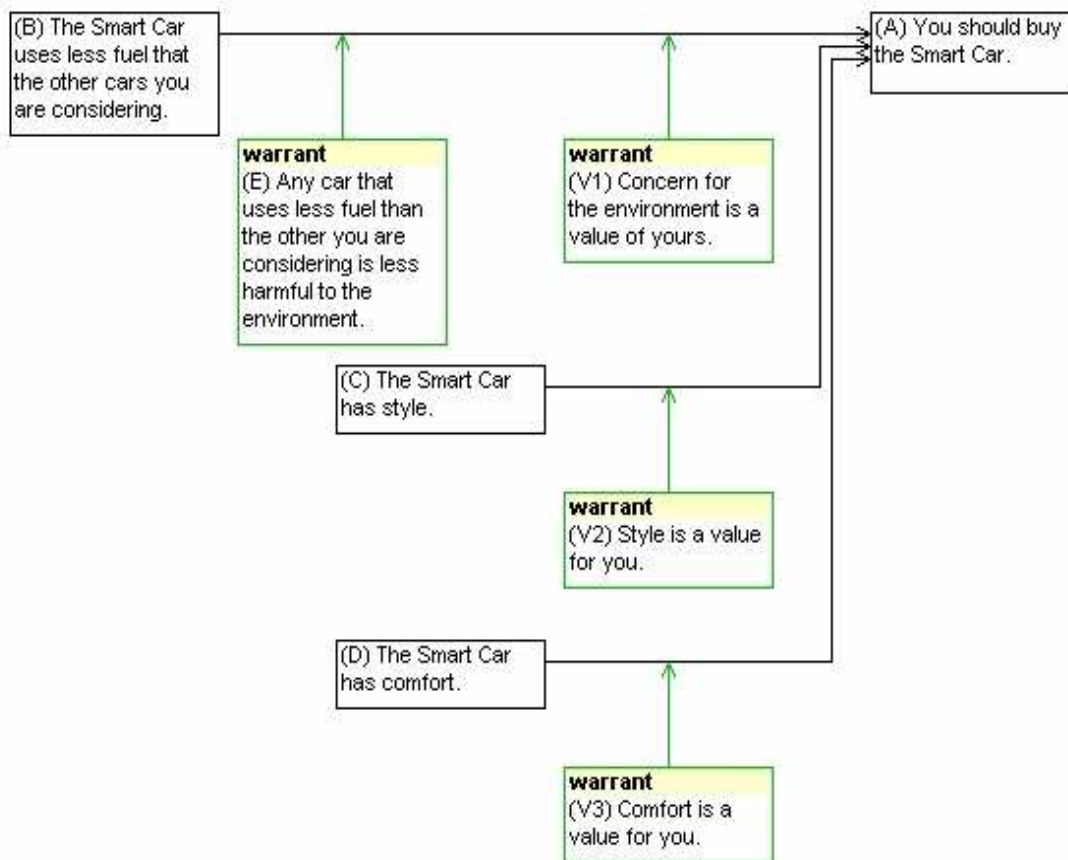 (B) The Smart Car
uses less fuel that
the other cars you
are considering.
(A) You should buy
the Smart Car.
warrant
(E) Any car that
uses less fuel than
the other you are
considering is less
harmful to the
environment.
warrant
(V1) Concern for
the environment is a
value of yours.
(C) The Smart Car
has style.
warrant
(V2) Style is a value
for you.
(D) The Smart Car
has comfort.
warrant
(V3) Comfort is a
value for you.